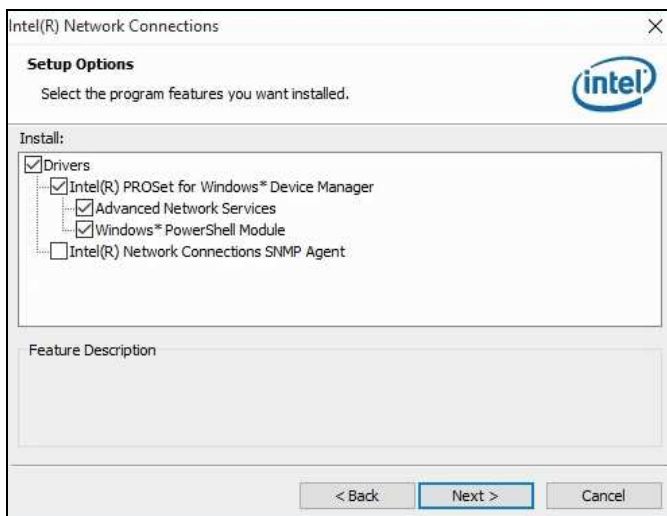 Intel(R) Network Connections
Setup Options
Select the program features you want installed.
intel
Install:
Drivers
Intel(R) PROSet for Windows* Device Manager
Advanced Network Services
Windows* PowerShell Module
Intel(R) Network Connections SNMP Agent
Feature Description
< Back Next > Cancel